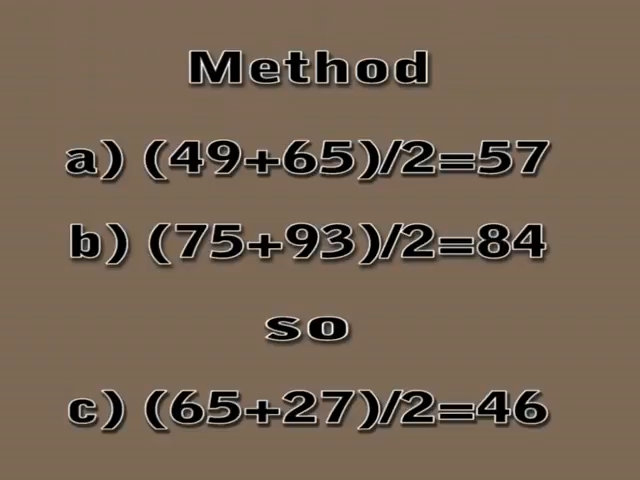 Method
a) (49+65)/2=57
b) (75+93)/2=84
so
c) (65+27)/2=46